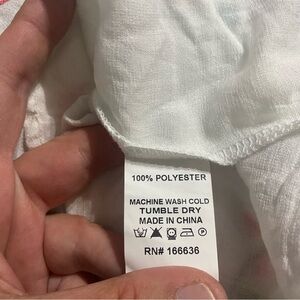 100% POLYESTER
MACHINE WASH COLD
TUMBLE DRY
MADE IN CHINA
RN# 166636